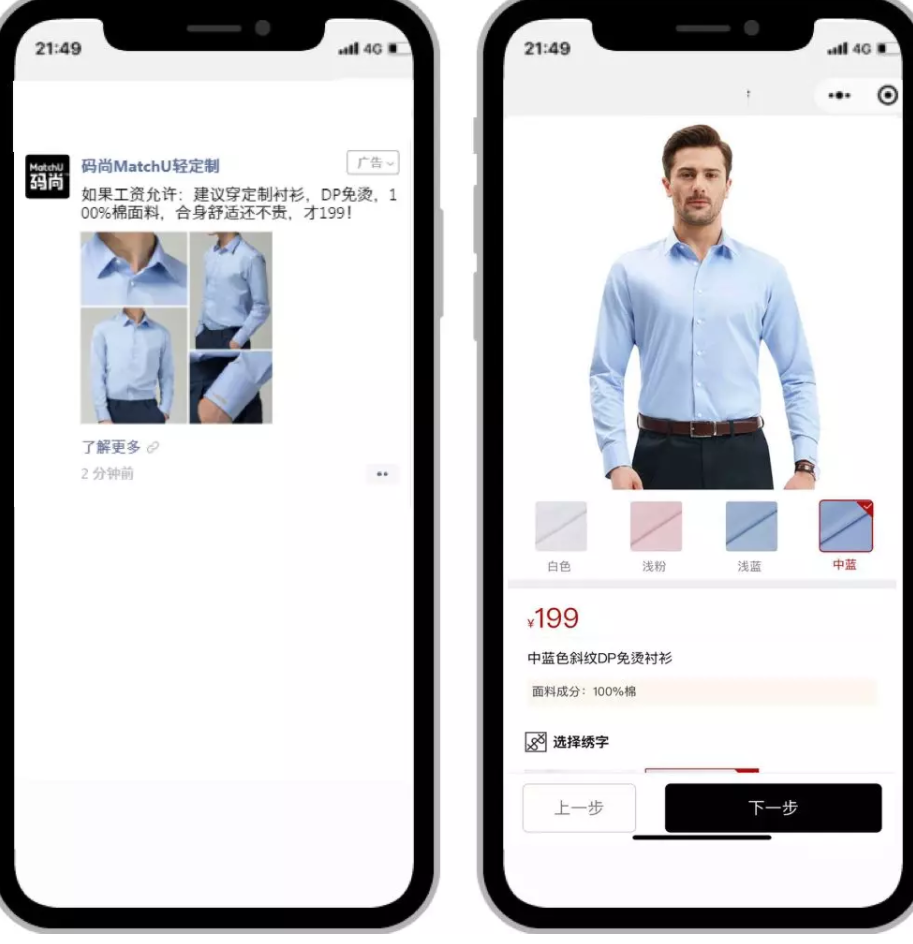 21:49
4G
MatchU
码尚
码尚MatchU轻定制
广告
如果工资允许：建议穿定制衬衫，DP免烫，1
00%棉面料，合身舒适还不贵，才199！
了解更多
2 分钟前
21:49
4G
白色
浅粉
浅蓝
中蓝
¥199
中蓝色斜纹DP免烫衬衫
面料成分：100%棉
选择绣字
上一步
下一步